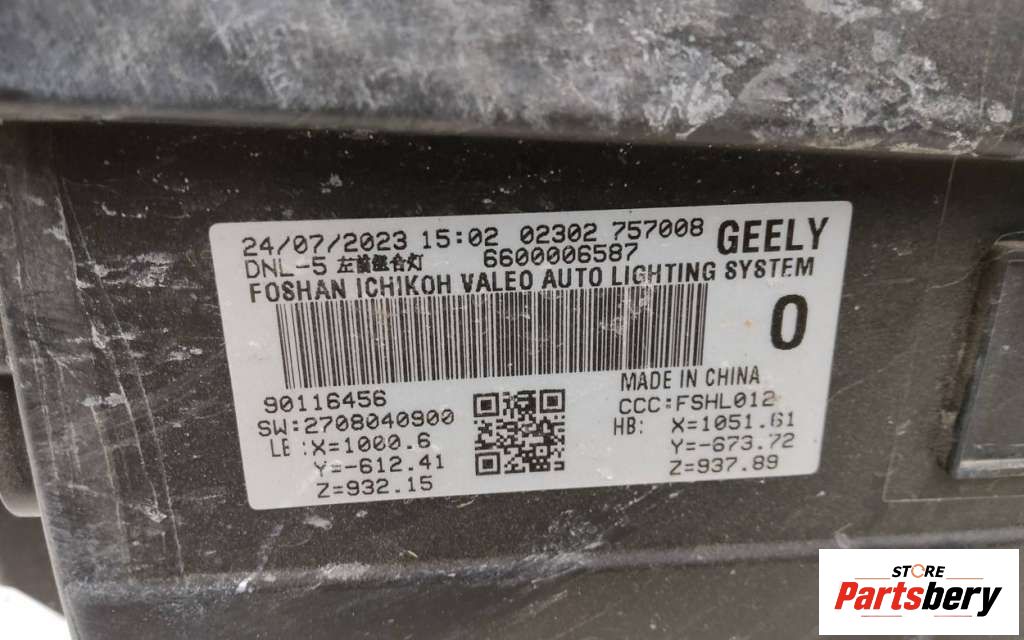 24/07/2023 15:02 02302 757008 GEELY
DNL-5 左前组合灯 6600006587
FOSHAN ICHIKOH VALEO AUTO LIGHTING SYSTEM
0
90116456 MADE IN CHINA
SW:2708040900 CCC:FSHL012
LE :X=1000.6 HB: X=1051.61
Y=-612.41 Y=-673.72
Z=932.15 Z=937.89
STORE
Partsbery